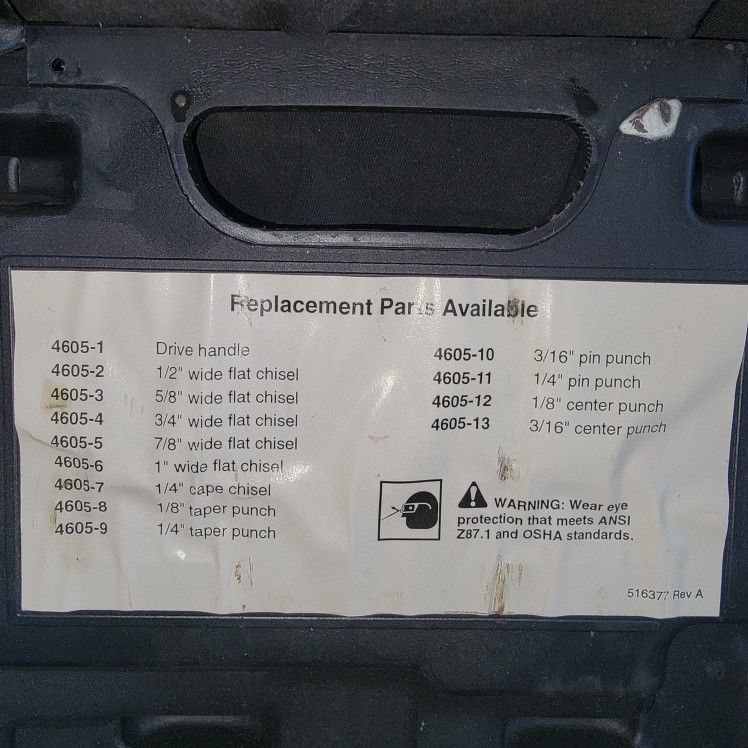 Replacement Parts Available
4605-1 Drive handle
4605-2 1/2" wide flat chisel
4605-3 5/8" wide flat chisel
4605-4 3/4" wide flat chisel
4605-5 7/8" wide flat chisel
4605-6 1" wide flat chisel
4605-7 1/4" cape chisel
4605-8 1/8" taper punch
4605-9 1/4" taper punch
4605-10 3/16" pin punch
4605-11 1/4" pin punch
4605-12 1/8" center punch
4605-13 3/16" center punch
WARNING: Wear eye
protection that meets ANSI
Z87.1 and OSHA standards.
516377 Rev A